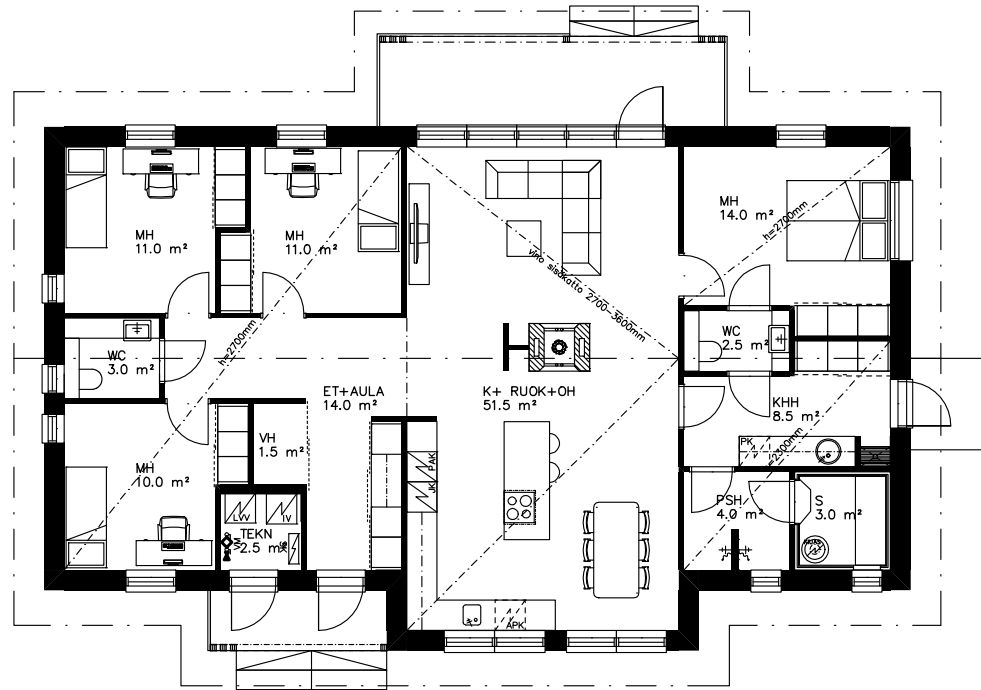 MH
11.0 m²
MH
11.0 m²
MH
14.0 m²
h=2700mm
vino sisäkatto 2700-3600mm
h=2700mm
WC
3.0 m²
WC
2.5 m²
ET+AULA
14.0 m²
K+ RUOK+OH
51.5 m²
KHH
8.5 m²
VH
1.5 m²
PK
h=2300mm
MH
10.0 m²
JK
PAK
LVV
IV
TEKN
2.5 m²
PSH
4.0 m²
S
3.0 m²
APK